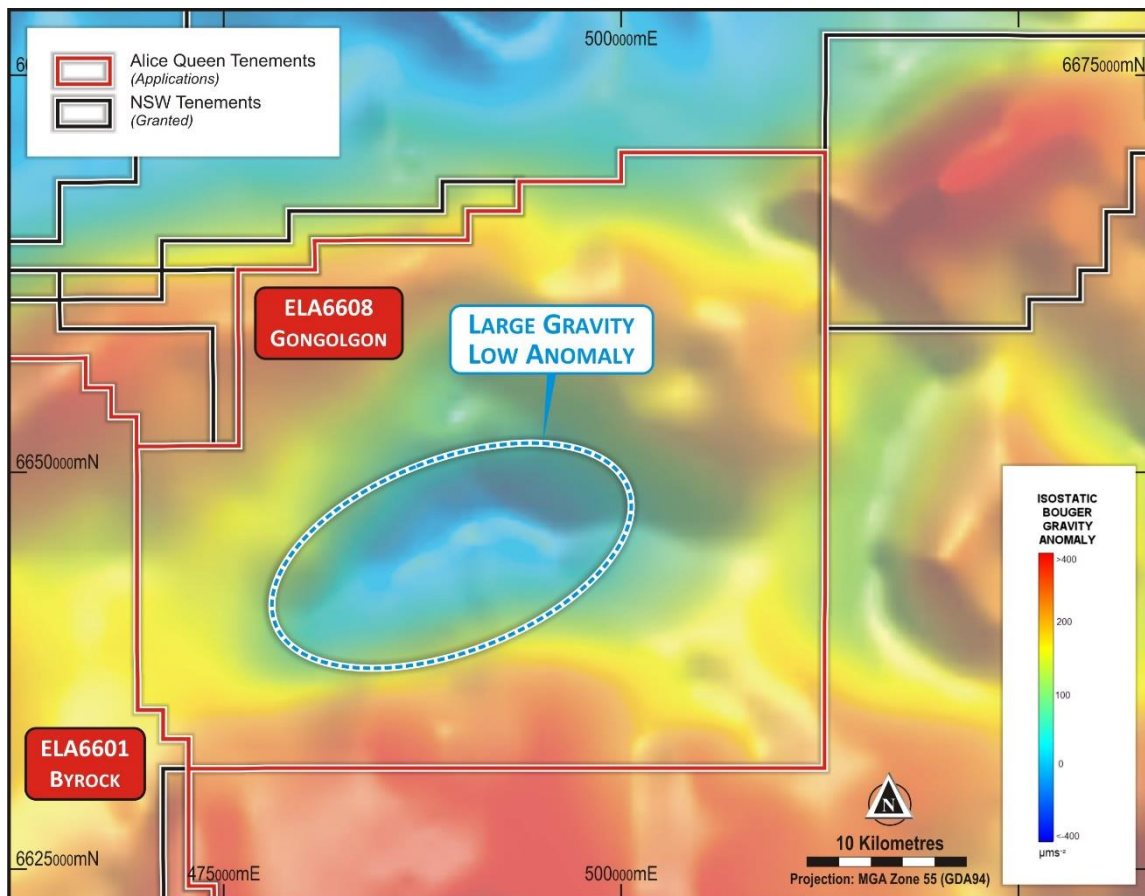 Alice Queen Tenements
(Applications)
NSW Tenements
(Granted)
500000mE
6675000mN
ELA6608
GONGOLGON
LARGE GRAVITY
LOW ANOMALY
6650000mN
ISOSTATIC
BOUGER
GRAVITY
ANOMALY
>400
200
100
0
<-400
µms⁻²
ELA6601
BYROCK
N
10 Kilometres
Projection: MGA Zone 55 (GDA94)
6625000mN
475000mE
500000mE